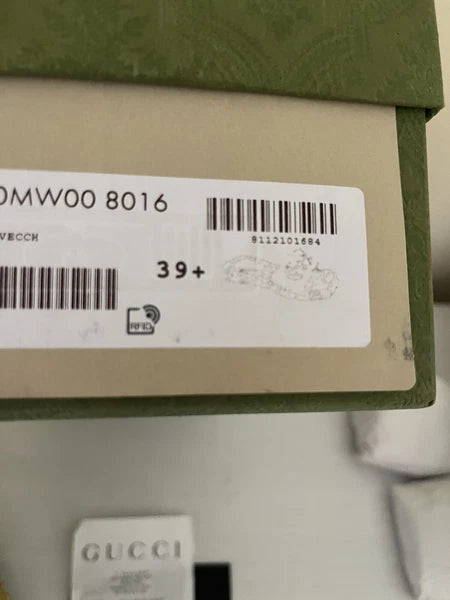 0MW00 8016
VECCH
8112101684
39+
RFID
GUCCI